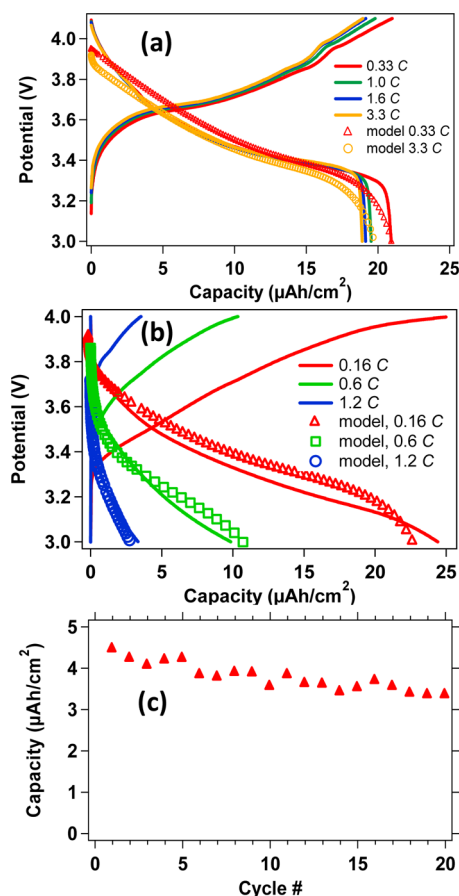 (a)
4.0
3.8
3.6
3.4
3.2
3.0
Potential (V)
0.33 C
1.0 C
1.6 C
3.3 C
model 0.33 C
model 3.3 C
0 5 10 15 20 25
Capacity (µAh/cm²)
(b)
4.0
3.8
3.6
3.4
3.2
3.0
Potential (V)
0.16 C
0.6 C
1.2 C
model, 0.16 C
model, 0.6 C
model, 1.2 C
0 5 10 15 20 25
Capacity (µAh/cm²)
5
4
3
2
1
0
Capacity (µAh/cm²)
(c)
0 5 10 15 20
Cycle #